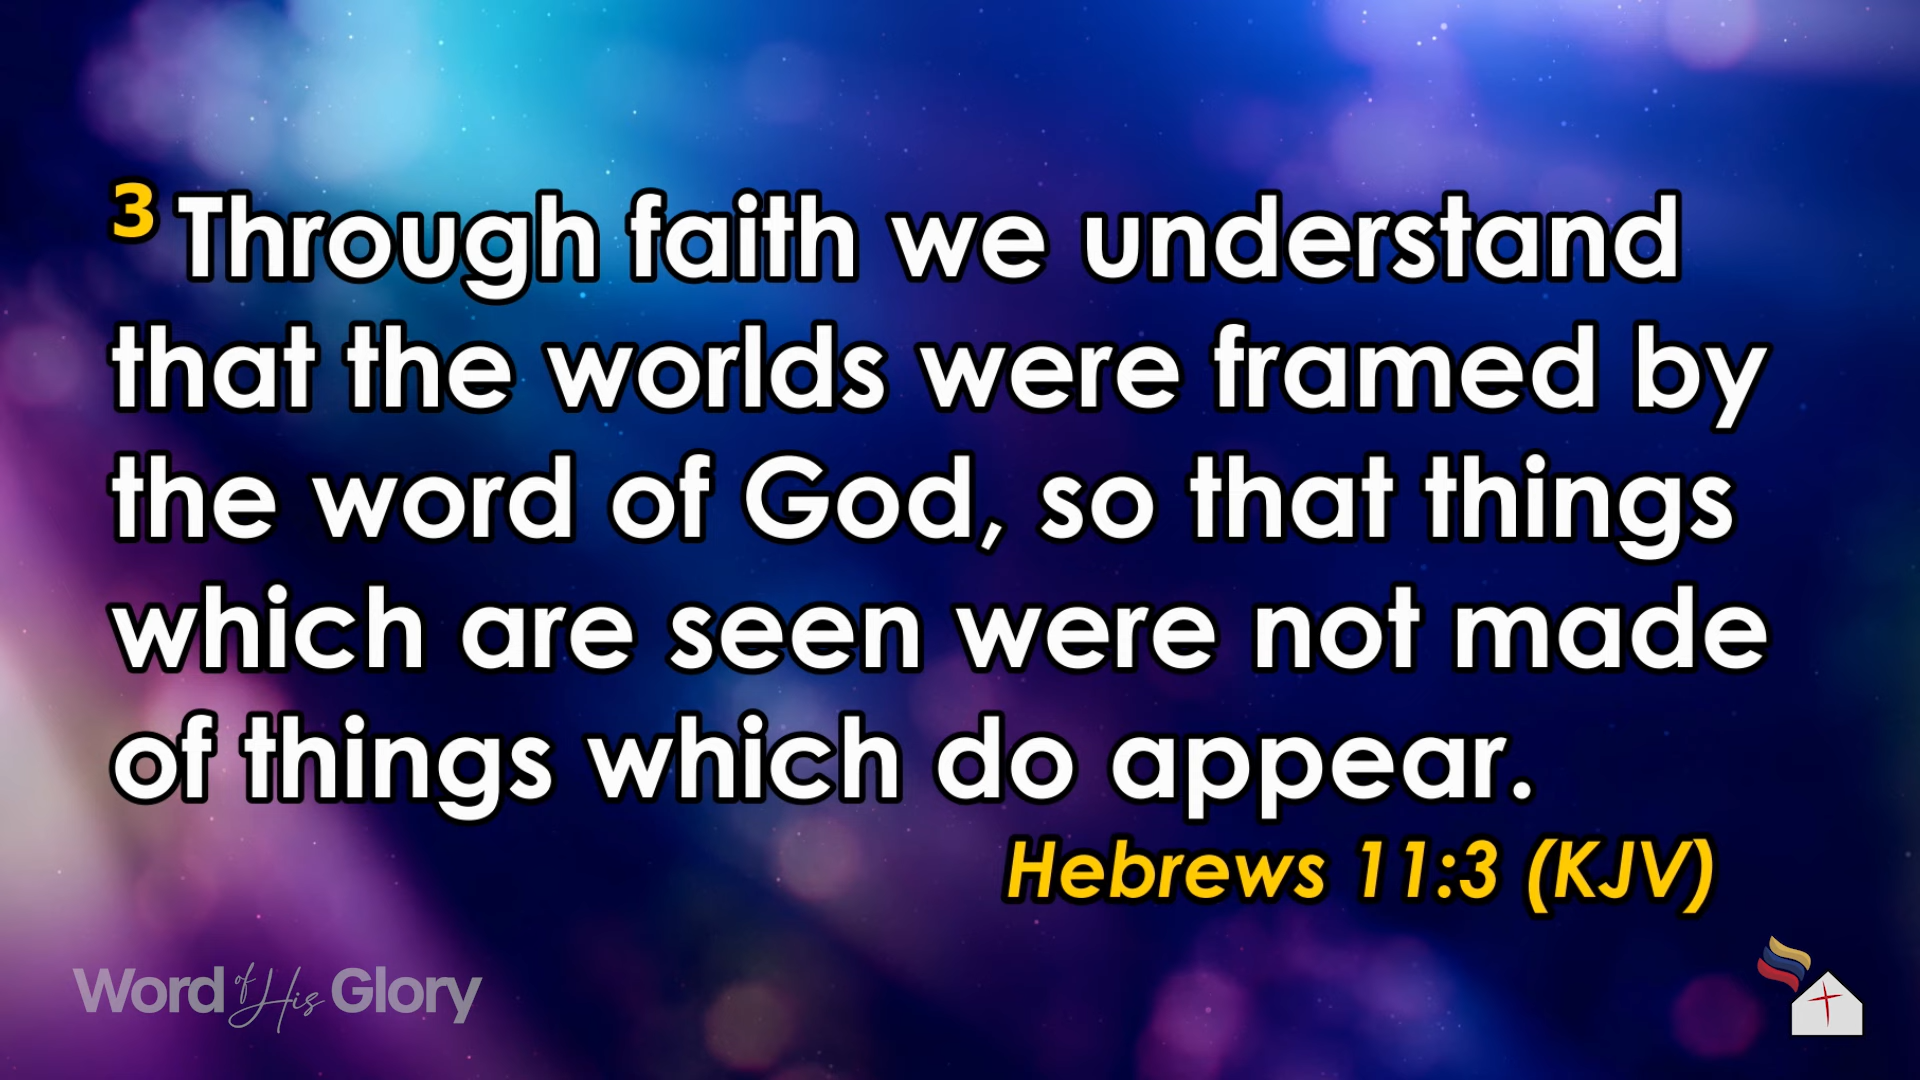 3 Through faith we understand
that the worlds were framed by
the word of God, so that things
which are seen were not made
of things which do appear.
Hebrews 11:3 (KJV)
Word of His Glory